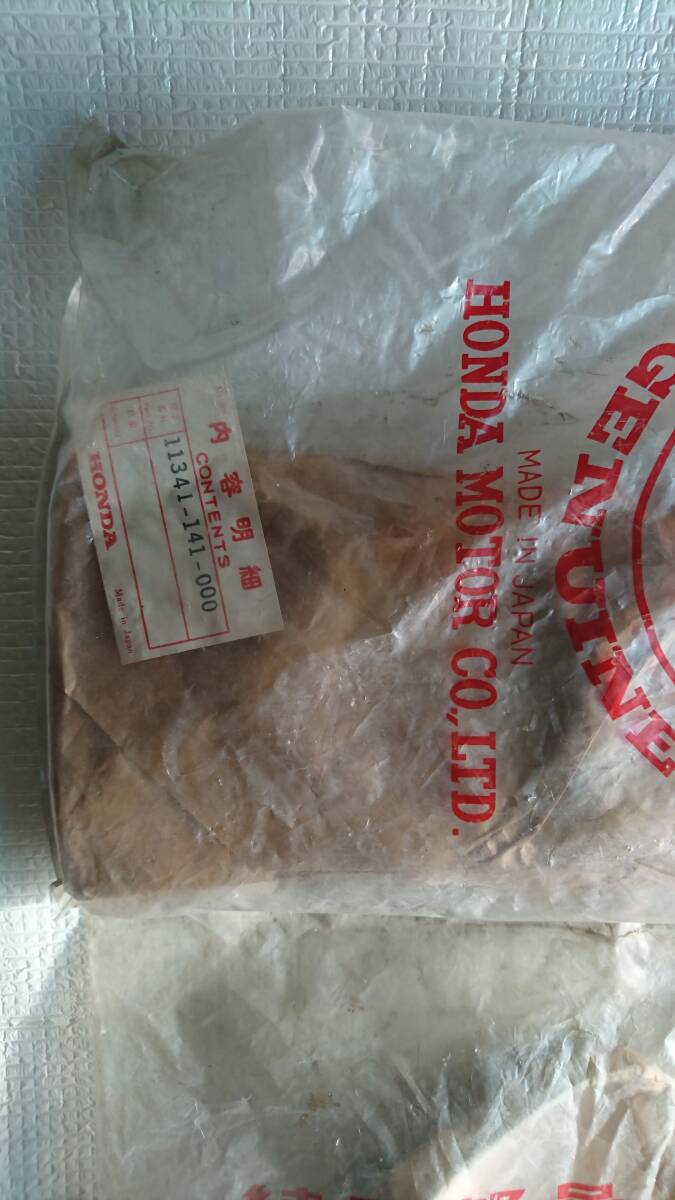 内容明細
CONTENTS
11341-141-000
HONDA
Made in Japan
GENUINE
MADE IN JAPAN
HONDA MOTOR CO.,LTD.